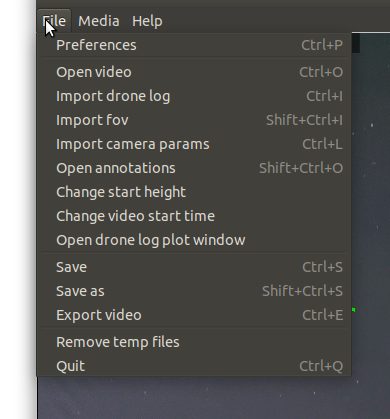 File Media Help
Preferences Ctrl+P
Open video Ctrl+O
Import drone log Ctrl+I
Import fov Shift+Ctrl+I
Import camera params Ctrl+L
Open annotations Shift+Ctrl+O
Change start height
Change video start time
Open drone log plot window
Save Ctrl+S
Save as Shift+Ctrl+S
Export video Ctrl+E
Remove temp files
Quit Ctrl+Q